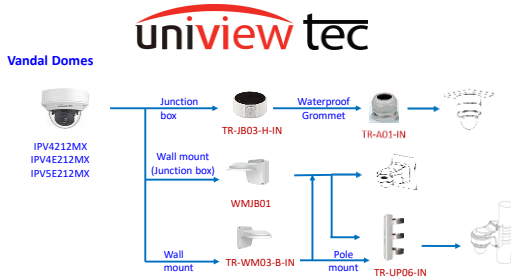 uniview tec
Vandal Domes
IPV4212MX
IPV4E212MX
IPV5E212MX
Junction
box
TR-JB03-H-IN
Waterproof
Grommet
TR-A01-IN
Wall mount
(Junction box)
WMJB01
Wall
mount
TR-WM03-B-IN
Pole
mount
TR-UP06-IN